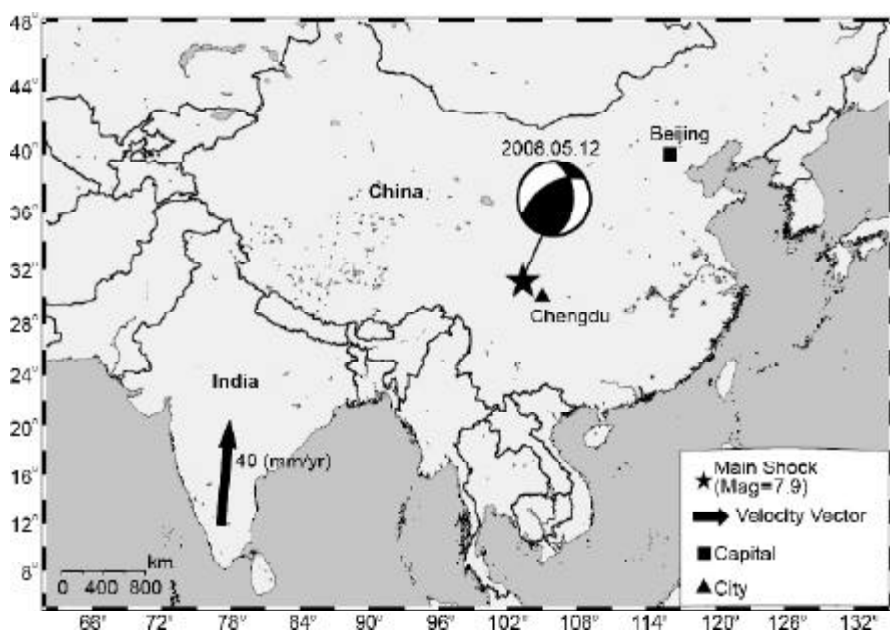 48°
44°
40°
36°
32°
28°
24°
20°
16°
12°
8°
2008.05.12
Beijing
China
Chengdu
India
40 (mm/yr)
km
0 400 800
Main Shock
(Mag=7.9)
Velocity Vector
Capital
City
66° 72° 78° 84° 90° 96° 102° 108° 114° 120° 126° 132°